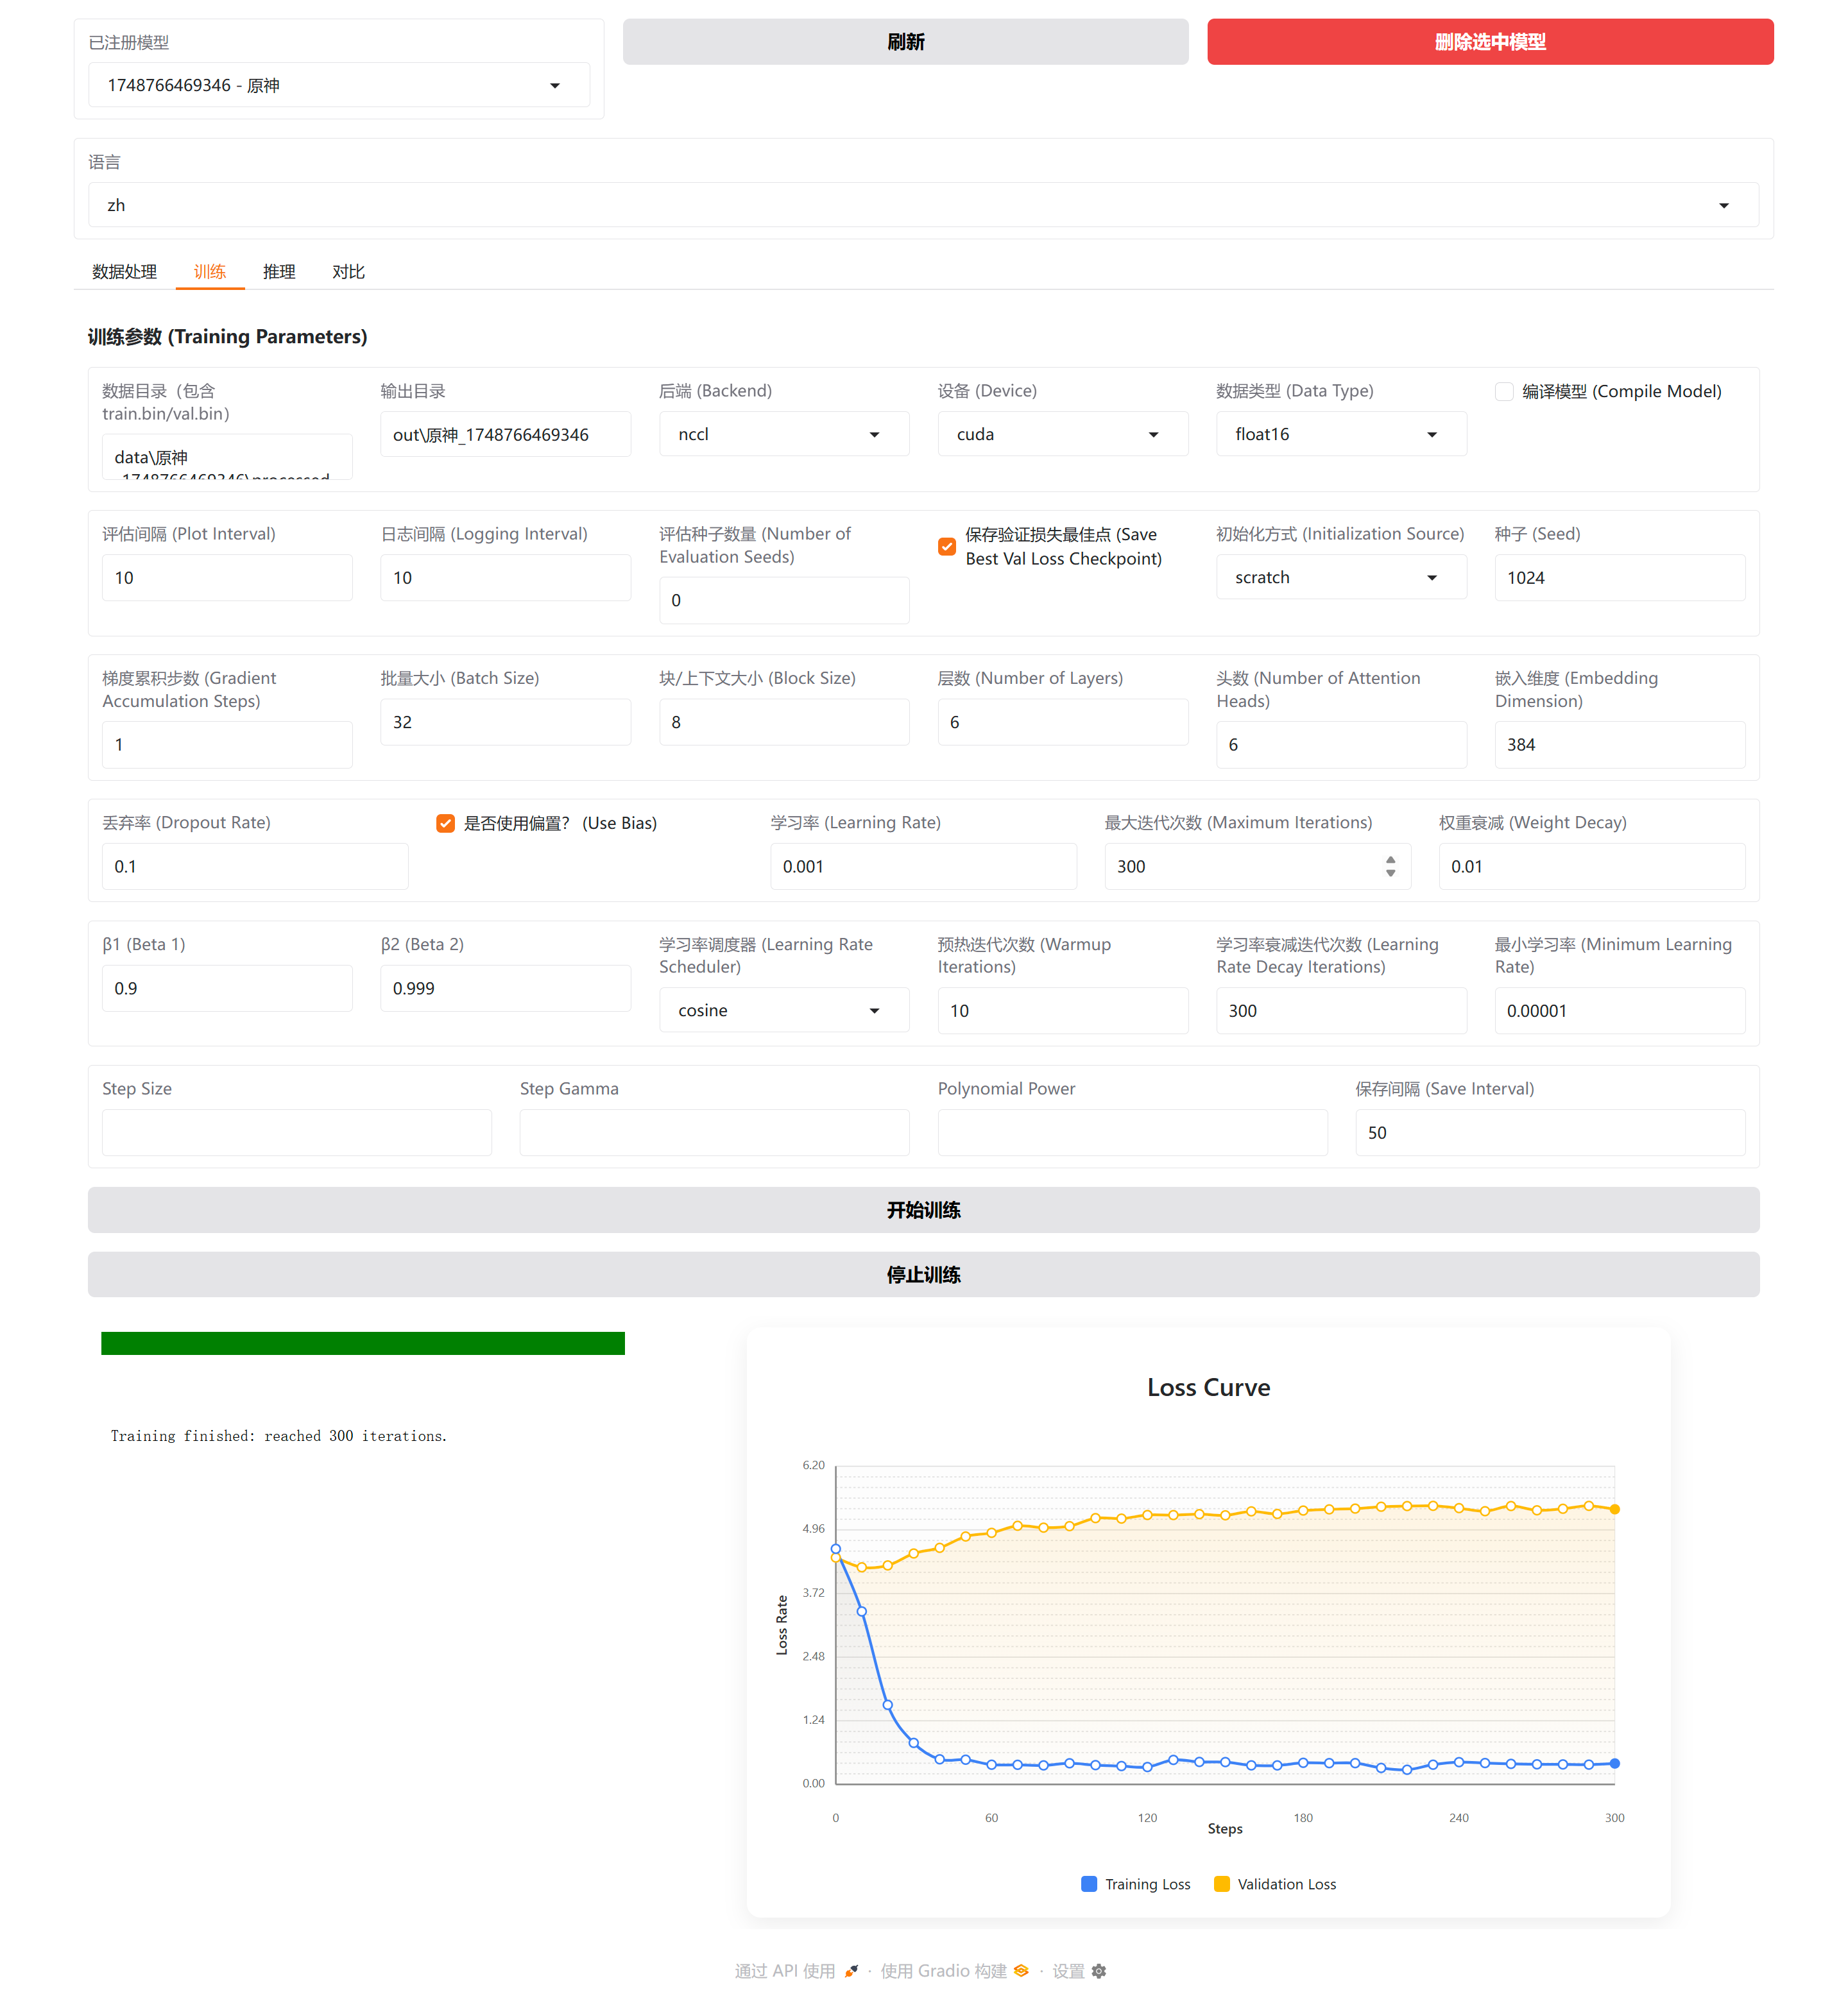 已注册模型
1748766469346 - 原神
刷新
删除选中模型
语言
zh
数据处理
训练
推理
对比
训练参数 (Training Parameters)
数据目录（包含
train.bin/val.bin）
data\原神
_1748766469346\processed
输出目录
out\原神_1748766469346
后端 (Backend)
nccl
设备 (Device)
cuda
数据类型 (Data Type)
float16
编译模型 (Compile Model)
评估间隔 (Plot Interval)
10
日志间隔 (Logging Interval)
10
评估种子数量 (Number of
Evaluation Seeds)
0
保存验证损失最佳点 (Save
Best Val Loss Checkpoint)
初始化方式 (Initialization Source)
scratch
种子 (Seed)
1024
梯度累积步数 (Gradient
Accumulation Steps)
1
批量大小 (Batch Size)
32
块/上下文大小 (Block Size)
8
层数 (Number of Layers)
6
头数 (Number of Attention
Heads)
6
嵌入维度 (Embedding
Dimension)
384
丢弃率 (Dropout Rate)
0.1
是否使用偏置？ (Use Bias)
学习率 (Learning Rate)
0.001
最大迭代次数 (Maximum Iterations)
300
权重衰减 (Weight Decay)
0.01
β1 (Beta 1)
0.9
β2 (Beta 2)
0.999
学习率调度器 (Learning Rate
Scheduler)
cosine
预热迭代次数 (Warmup
Iterations)
10
学习率衰减迭代次数 (Learning
Rate Decay Iterations)
300
最小学习率 (Minimum Learning
Rate)
0.00001
Step Size
Step Gamma
Polynomial Power
保存间隔 (Save Interval)
50
开始训练
停止训练
Training finished: reached 300 iterations.
Loss Curve
6.20
4.96
3.72
2.48
1.24
0.00
Loss Rate
0
60
120
180
240
300
Steps
Training Loss
Validation Loss
通过 API 使用 · 使用 Gradio 构建 · 设置